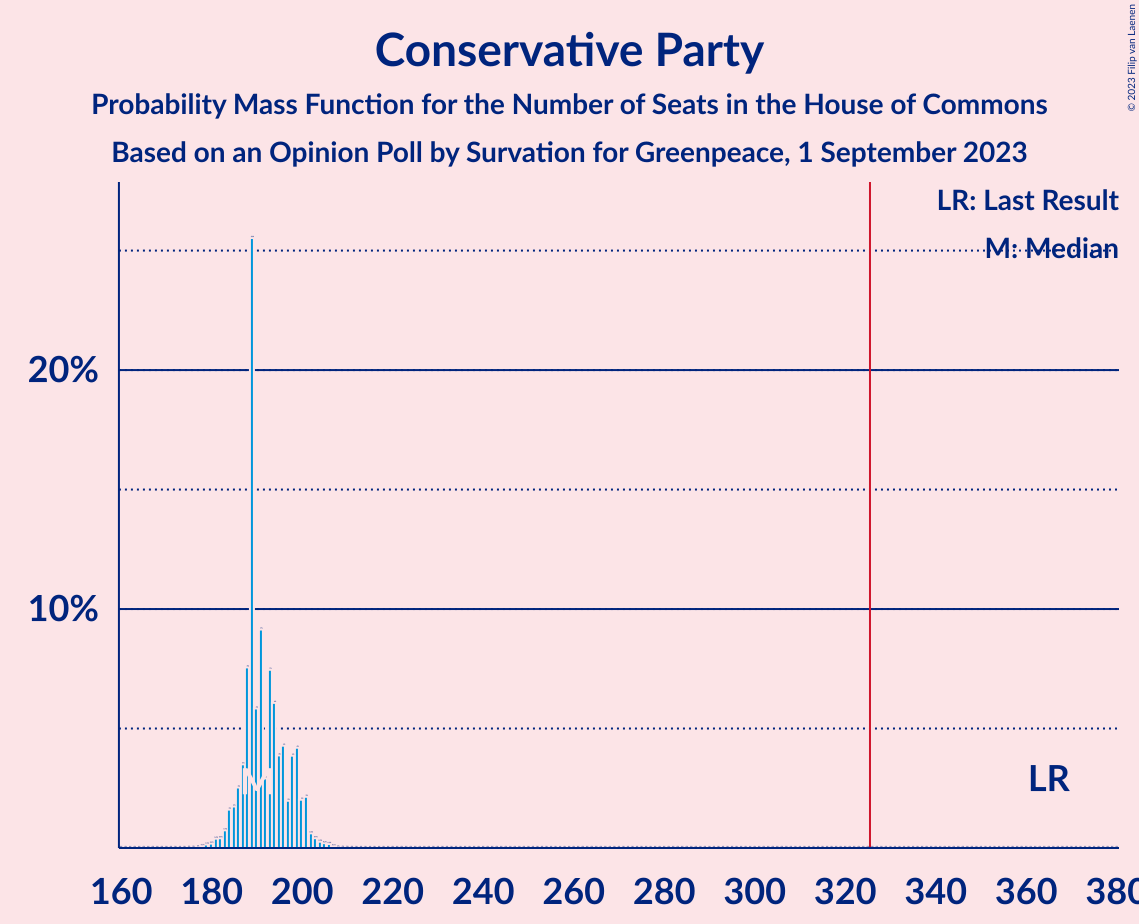 Conservative Party
Probability Mass Function for the Number of Seats in the House of Commons
Based on an Opinion Poll by Survation for Greenpeace, 1 September 2023
© 2023 Filip van Laenen
LR: Last Result
M: Median
20%
10%
M
LR
160 180 200 220 240 260 280 300 320 340 360 380